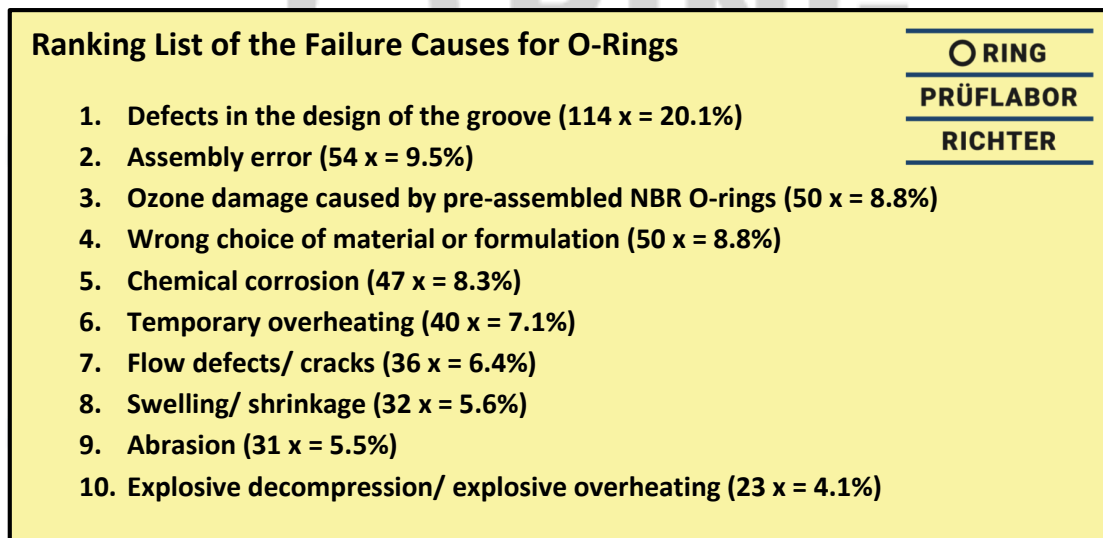 Ranking List of the Failure Causes for O-Rings
O RING
PRÜFLABOR
RICHTER
1. Defects in the design of the groove (114 x = 20.1%)
2. Assembly error (54 x = 9.5%)
3. Ozone damage caused by pre-assembled NBR O-rings (50 x = 8.8%)
4. Wrong choice of material or formulation (50 x = 8.8%)
5. Chemical corrosion (47 x = 8.3%)
6. Temporary overheating (40 x = 7.1%)
7. Flow defects/ cracks (36 x = 6.4%)
8. Swelling/ shrinkage (32 x = 5.6%)
9. Abrasion (31 x = 5.5%)
10. Explosive decompression/ explosive overheating (23 x = 4.1%)